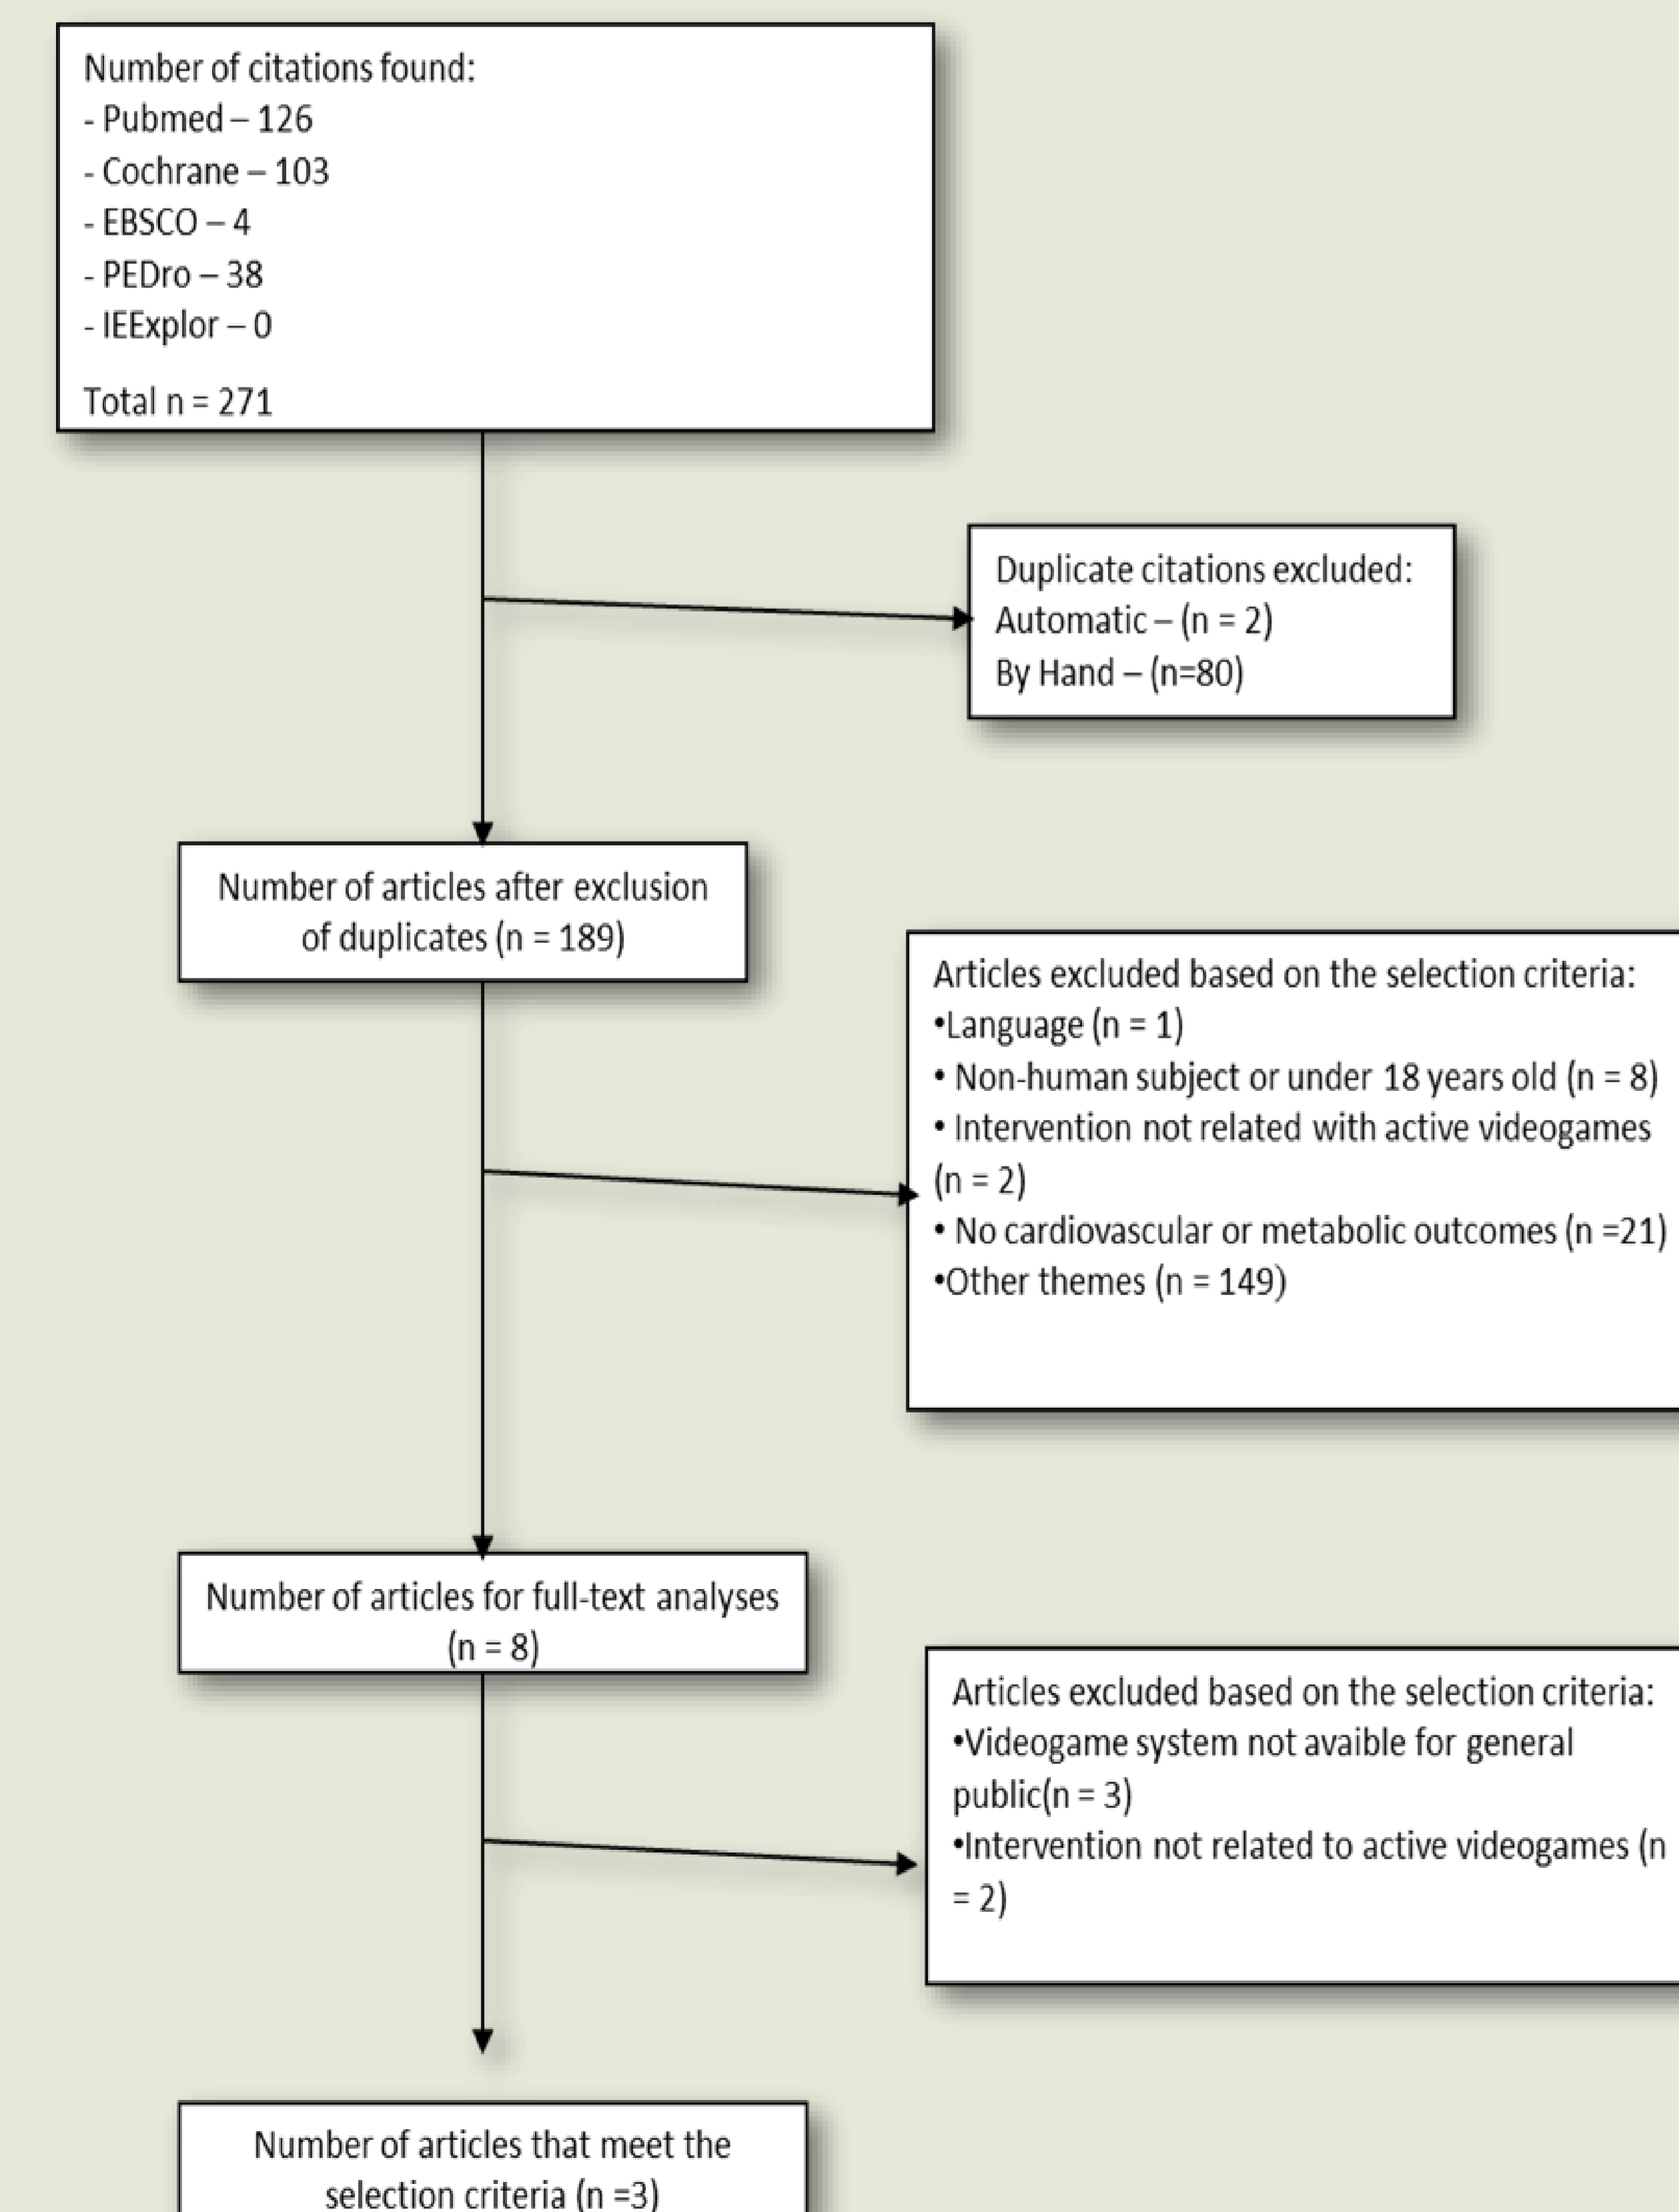 Number of citations found:
- Pubmed – 126
- Cochrane – 103
- EBSCO – 4
- PEDro – 38
- IEExplor – 0
Total n = 271
Duplicate citations excluded:
Automatic – (n = 2)
By Hand – (n=80)
Number of articles after exclusion
of duplicates (n = 189)
Articles excluded based on the selection criteria:
•Language (n = 1)
• Non-human subject or under 18 years old (n = 8)
• Intervention not related with active videogames
(n = 2)
• No cardiovascular or metabolic outcomes (n =21)
•Other themes (n = 149)
Number of articles for full-text analyses
(n = 8)
Articles excluded based on the selection criteria:
•Videogame system not avaible for general
public(n = 3)
•Intervention not related to active videogames (n
= 2)
Number of articles that meet the
selection criteria (n =3)